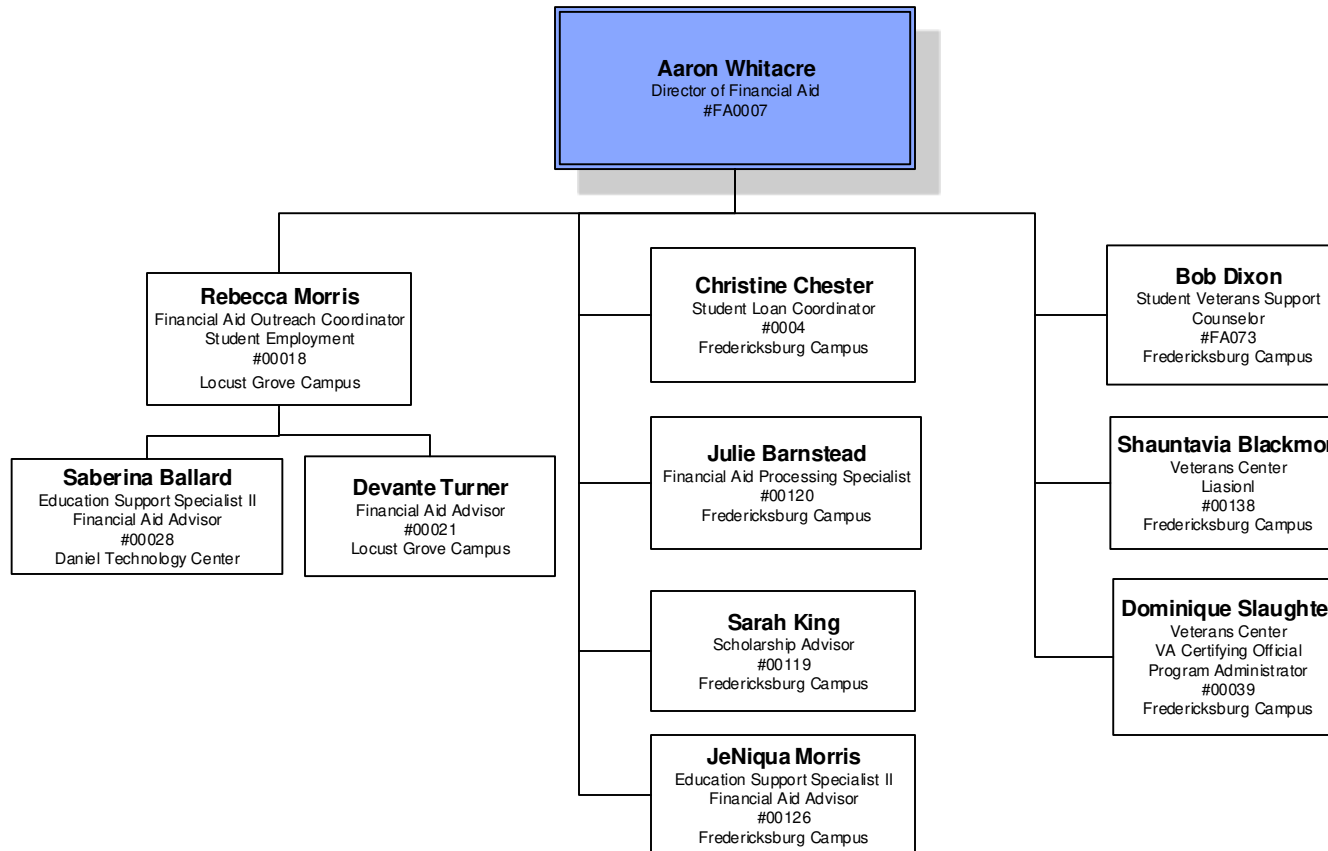 Aaron Whitacre
Director of Financial Aid
#FA0007
Rebecca Morris
Financial Aid Outreach Coordinator
Student Employment
#00018
Locust Grove Campus
Saberina Ballard
Education Support Specialist II
Financial Aid Advisor
#00028
Daniel Technology Center
Devante Turner
Financial Aid Advisor
#00021
Locust Grove Campus
Christine Chester
Student Loan Coordinator
#0004
Fredericksburg Campus
Julie Barnstead
Financial Aid Processing Specialist
#00120
Fredericksburg Campus
Sarah King
Scholarship Advisor
#00119
Fredericksburg Campus
JeNiqua Morris
Education Support Specialist II
Financial Aid Advisor
#00126
Fredericksburg Campus
Bob Dixon
Student Veterans Support
Counselor
#FA073
Fredericksburg Campus
Shauntavia
Veterans Center
Liasionl
#00138
Fredericksburg Campus
Dominique
Veterans Center
VA Certifying Official
Program Administrator
#00039
Fredericksburg Campus